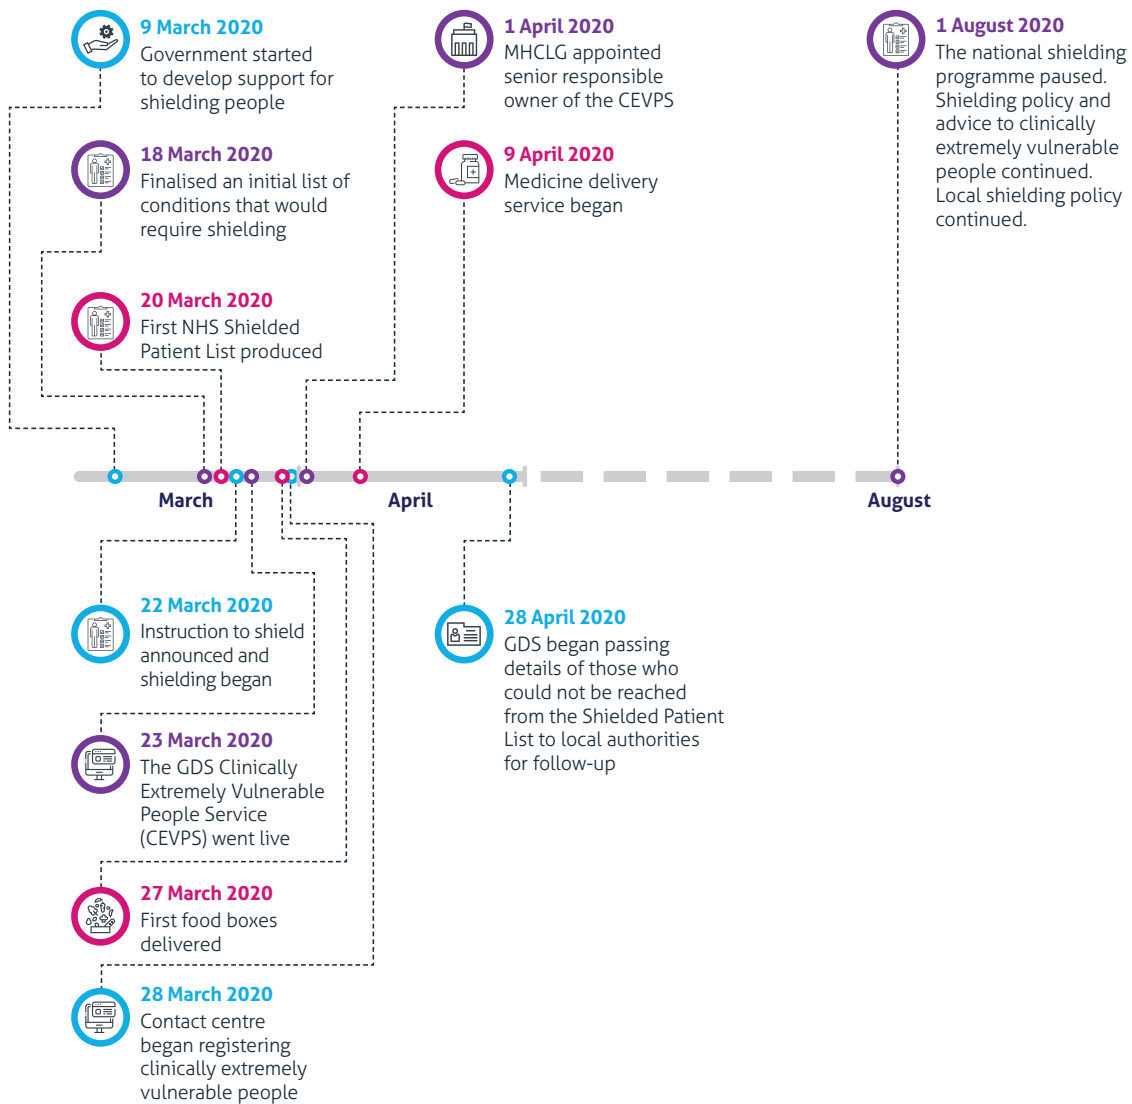 9 March 2020
Government started
to develop support for
shielding people
18 March 2020
Finalised an initial list of
conditions that would
require shielding
20 March 2020
First NHS Shielded
Patient List produced
1 April 2020
MHCLG appointed
senior responsible
owner of the CEVPS
9 April 2020
Medicine delivery
service began
1 August 2020
The national shielding
programme paused.
Shielding policy and
advice to clinically
extremely vulnerable
people continued.
Local shielding policy
continued.
March
April
August
22 March 2020
Instruction to shield
announced and
shielding began
23 March 2020
The GDS Clinically
Extremely Vulnerable
People Service
(CEVPS) went live
27 March 2020
First food boxes
delivered
28 March 2020
Contact centre
began registering
clinically extremely
vulnerable people
28 April 2020
GDS began passing
details of those who
could not be reached
from the Shielded Patient
List to local authorities
for follow-up